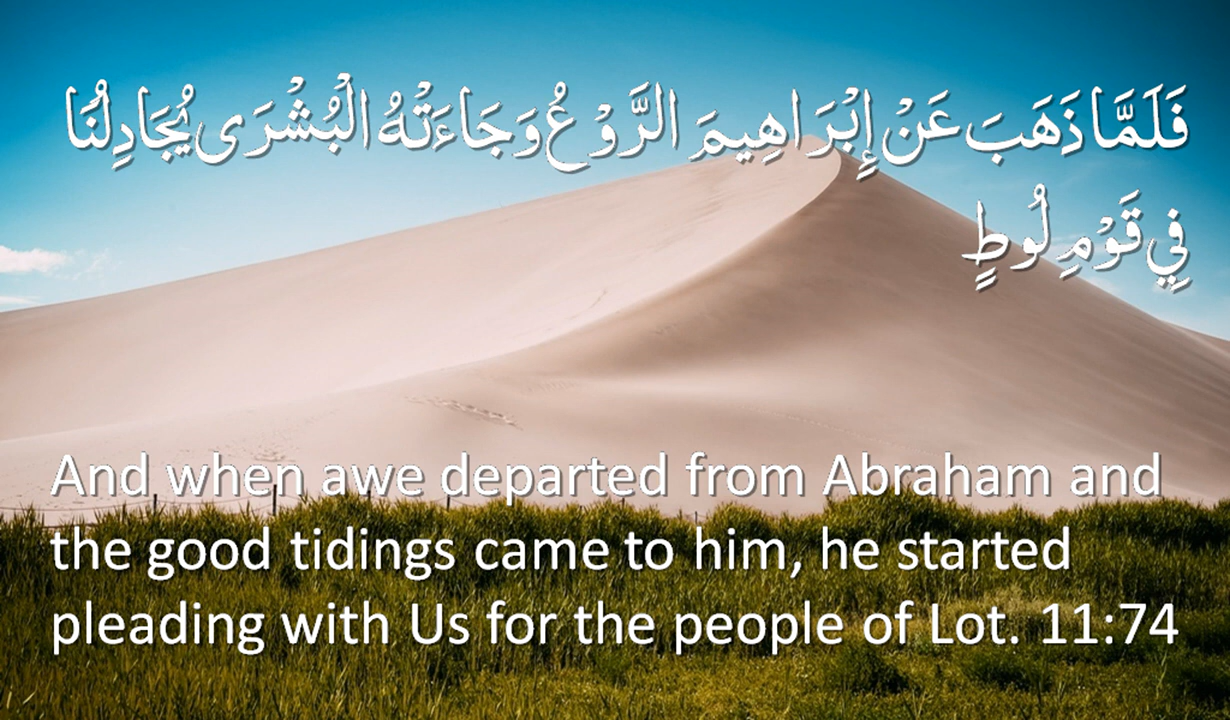 فَلَمَّا ذَهَبَ عَنْ إِبْرَاهِيمَ الرَّوْعُ وَجَاءَتْهُ الْبُشْرَى يُجَادِلُنَا
فِي قَوْمِ لُوطٍ
And when awe departed from Abraham and
the good tidings came to him, he started
pleading with Us for the people of Lot. 11:74